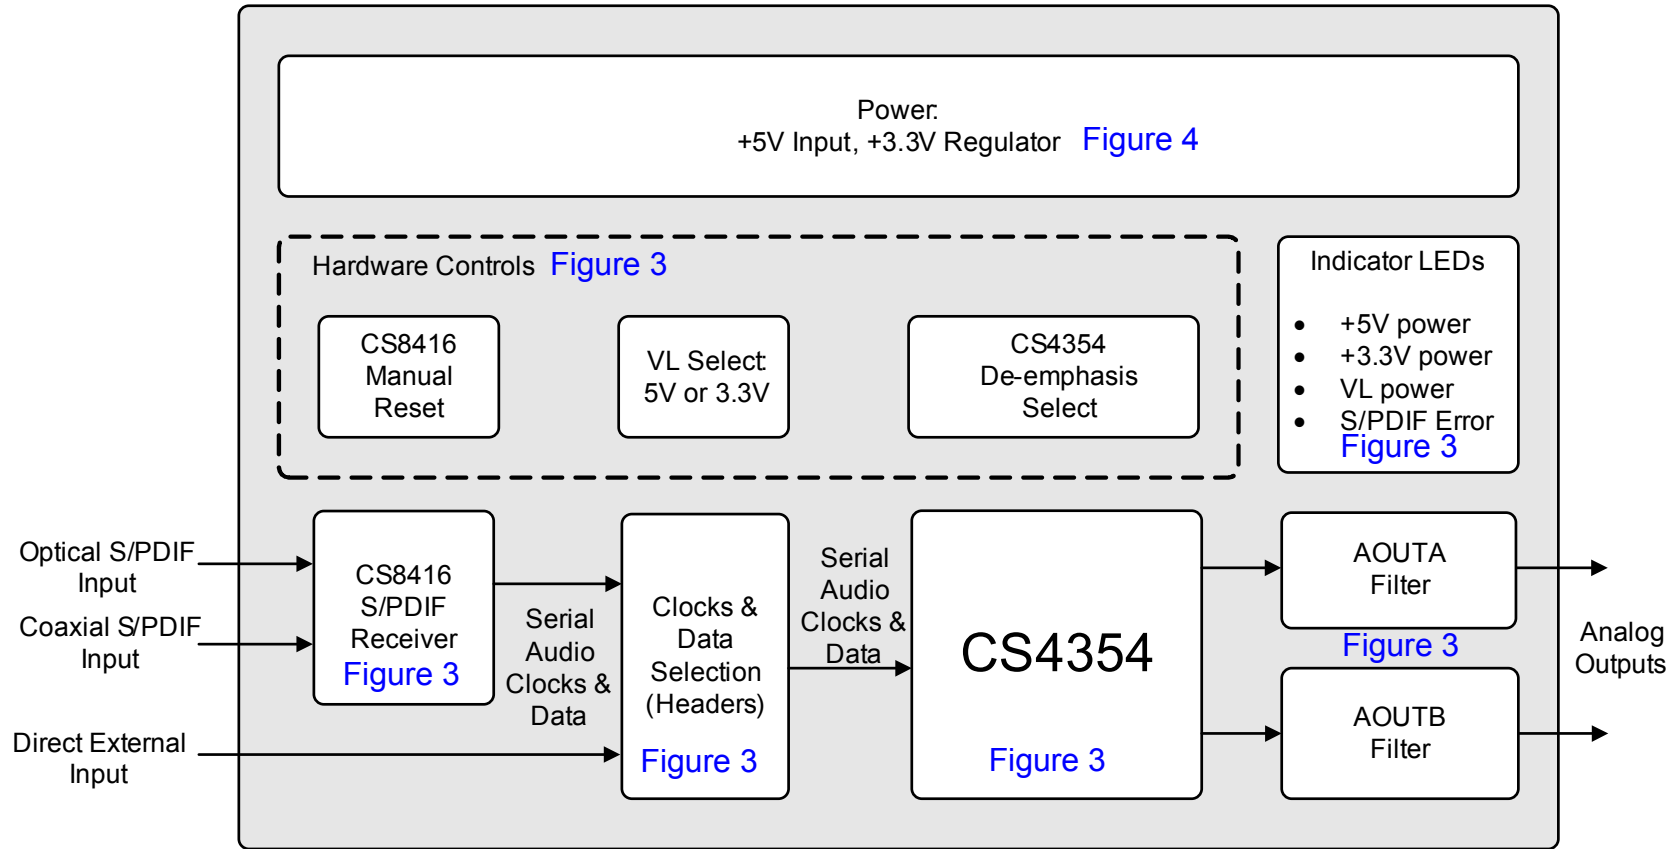 Power:
+5V Input, +3.3V Regulator Figure 4
Hardware Controls Figure 3
CS8416
Manual
Reset
VL Select:
5V or 3.3V
CS4354
De-emphasis
Select
Indicator LEDs
• +5V power
• +3.3V power
• VL power
• S/PDIF Error
Figure 3
Optical S/PDIF
Input
Coaxial S/PDIF
Input
Direct External
Input
CS8416
S/PDIF
Receiver
Figure 3
Serial
Audio
Clocks &
Data
Clocks &
Data
Selection
(Headers)
Figure 3
Serial
Audio
Clocks &
Data
CS4354
Figure 3
AOUTA
Filter
Figure 3
AOUTB
Filter
Analog
Outputs